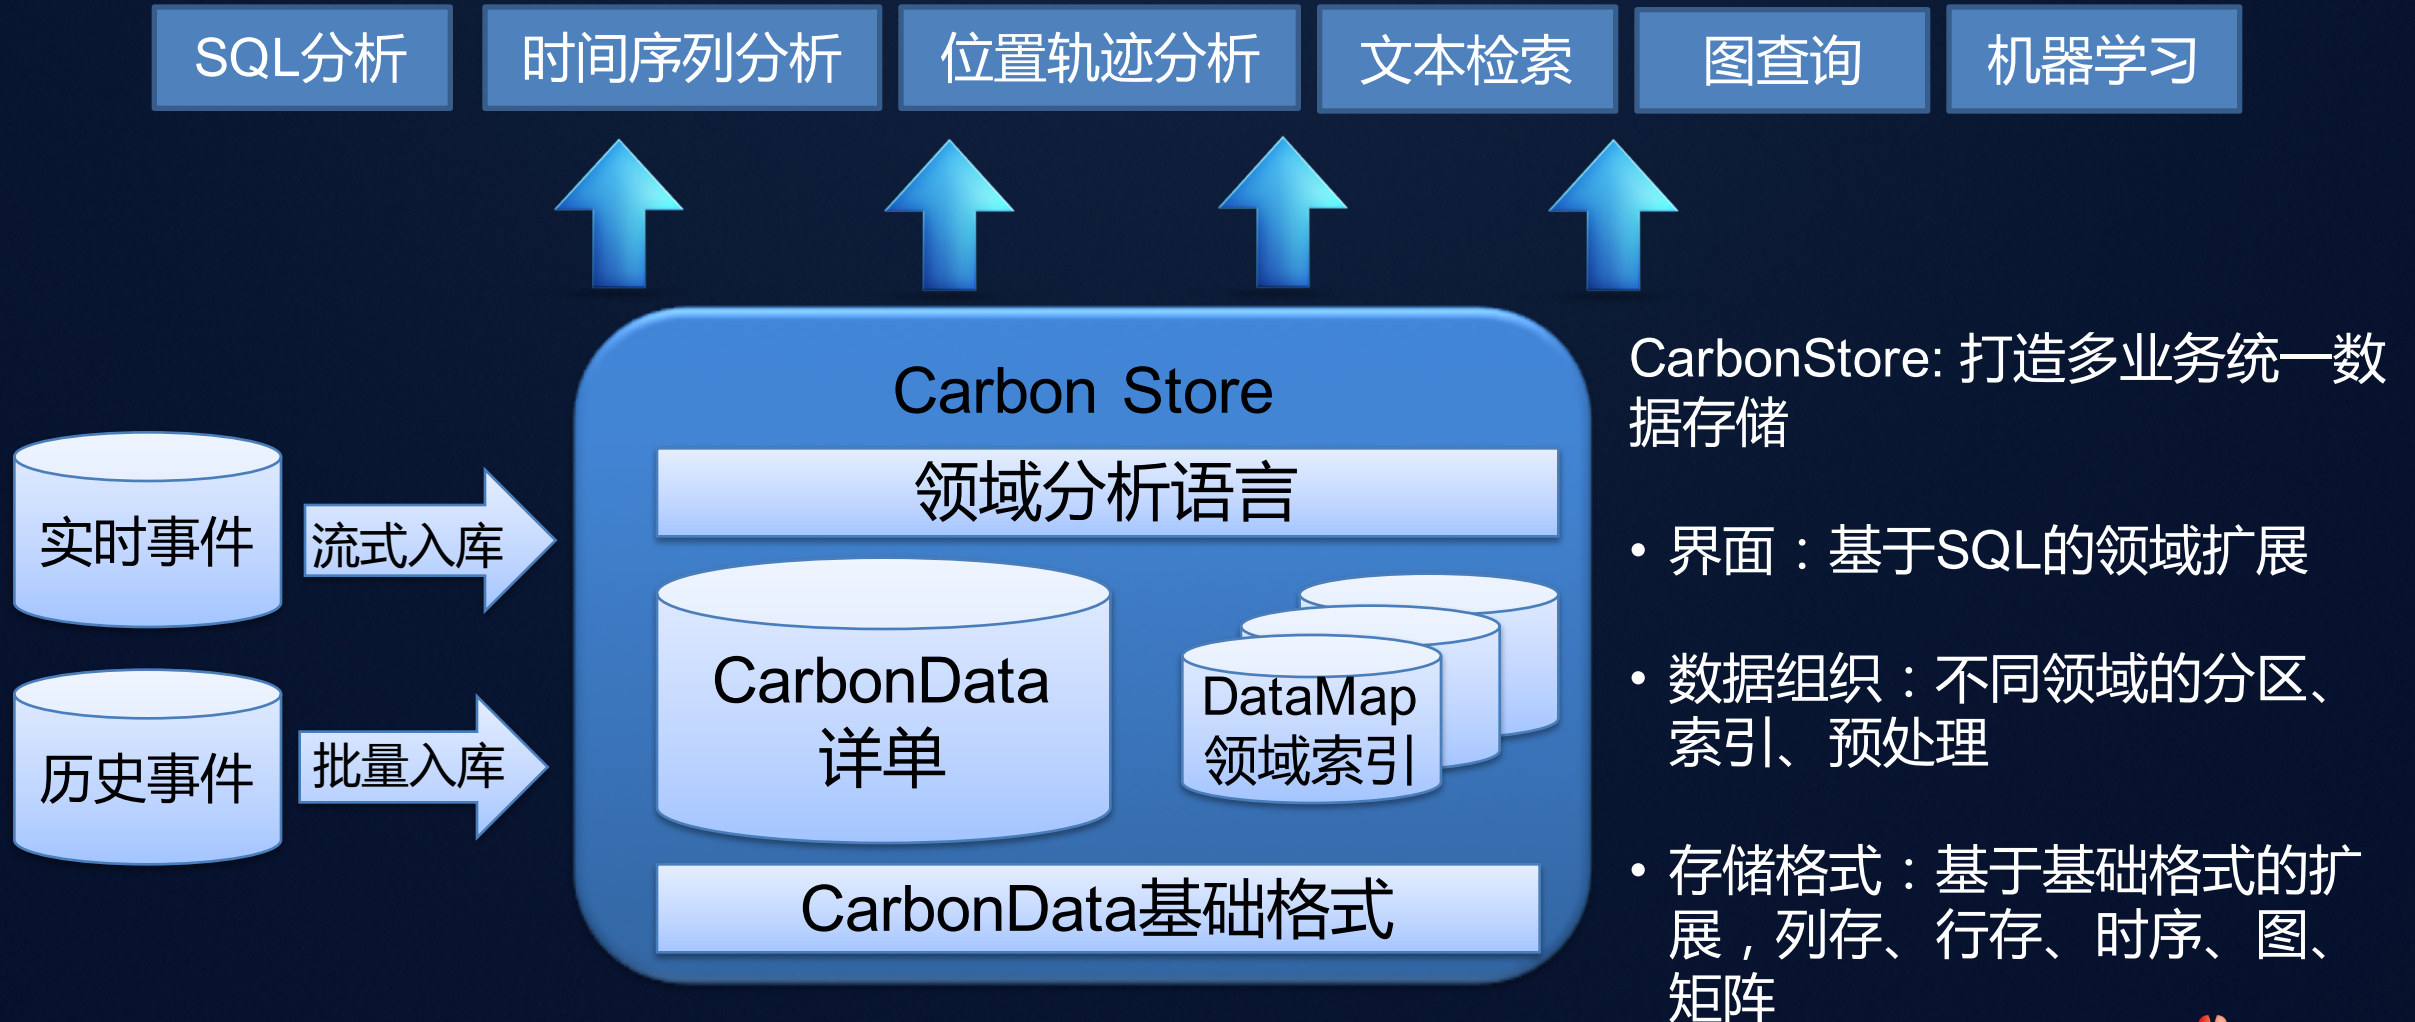 SQL分析
时间序列分析
位置轨迹分析
文本检索
图查询
机器学习
Carbon Store
领域分析语言
实时事件
流式入库
历史事件
批量入库
CarbonData
详单
DataMap
领域索引
CarbonData基础格式
CarbonStore: 打造多业务统一数
据存储
• 界面：基于SQL的领域扩展
• 数据组织：不同领域的分区、
索引、预处理
• 存储格式：基于基础格式的扩
展，列存、行存、时序、图、
矩阵